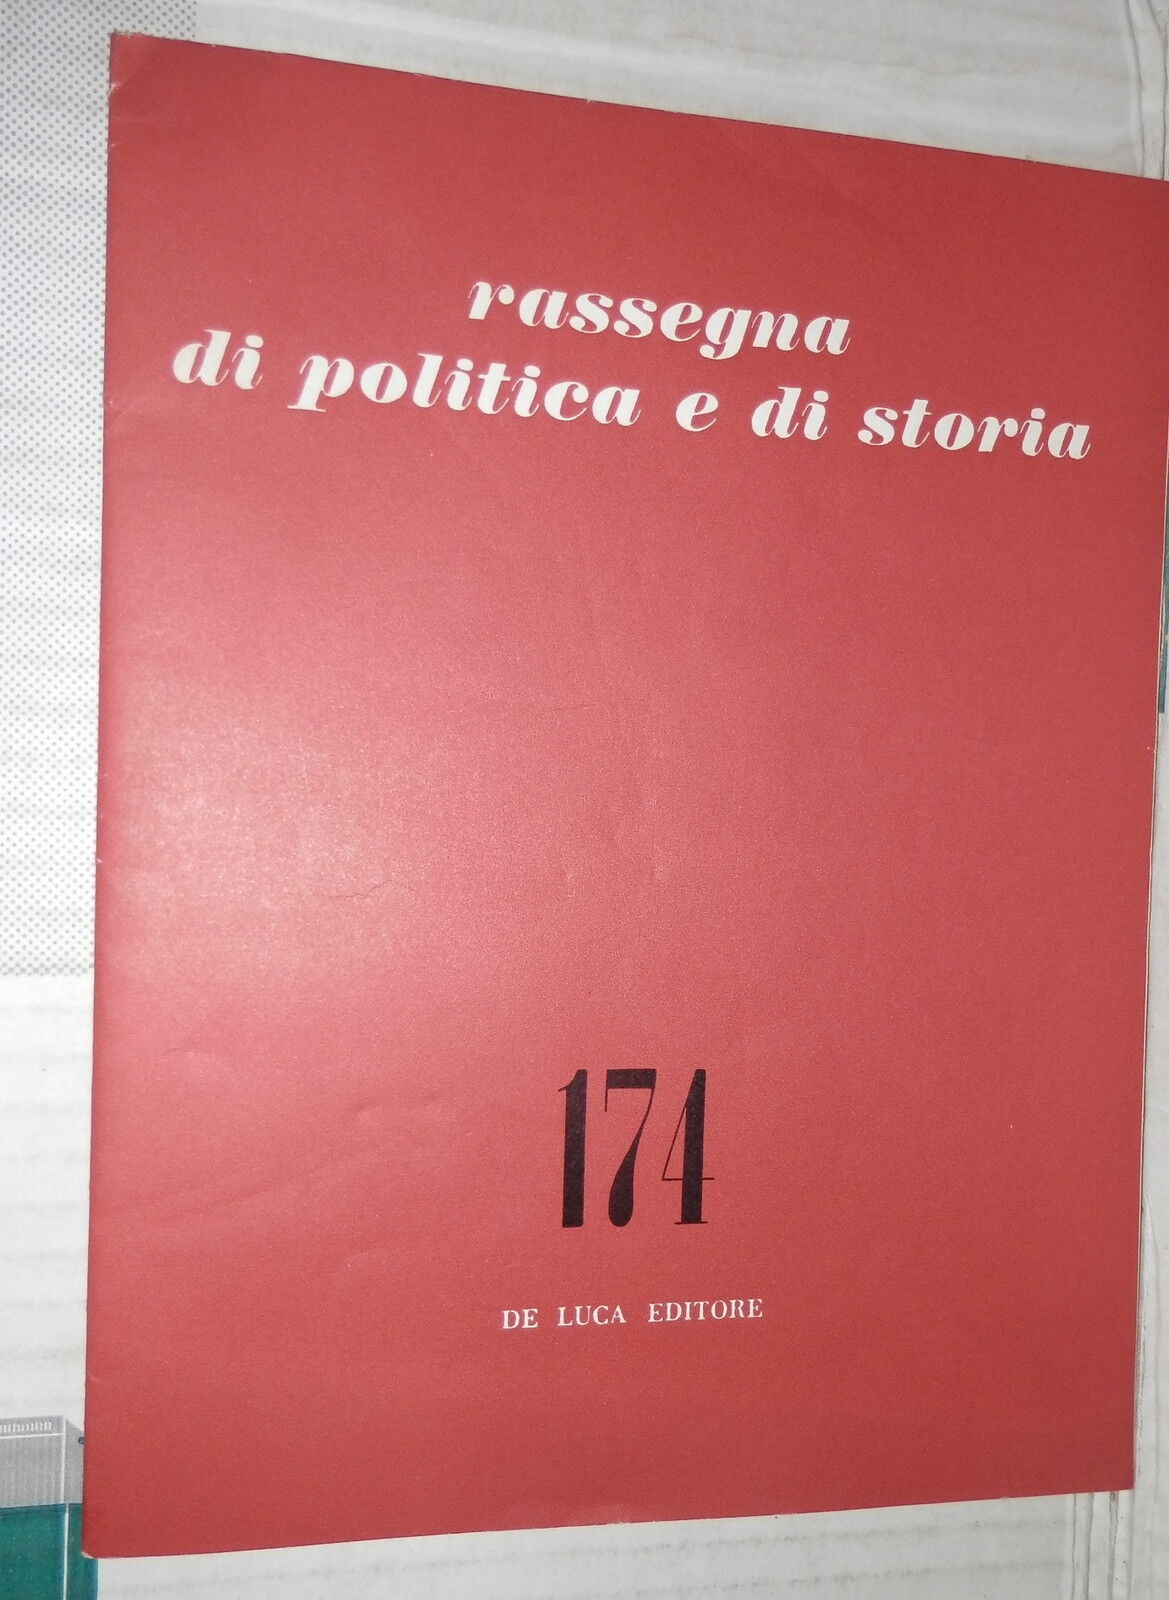 rassegna
di politica e di storia
174
DE LUCA EDITORE